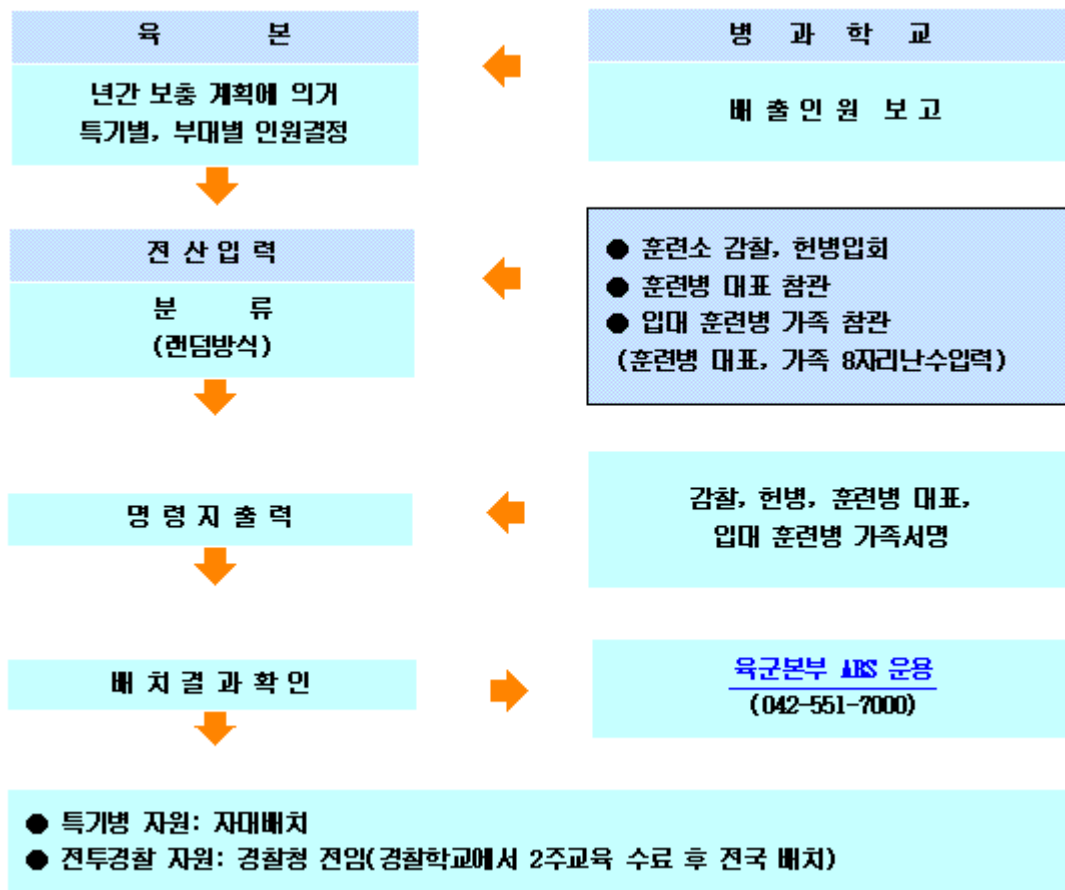 육 본
년간 보충 계획에 의거
특기별, 부대별 인원결정
병 과 학 교
배 출 인 원 보 고
전 산 입 력
분 류
(랜덤방식)
● 훈련소 감찰, 헌병입회
● 훈련병 대표 참관
● 입대 훈련병 가족 참관
(훈련병 대표, 가족 8자리난수입력)
명 령 지 출 력
감찰, 헌병, 훈련병 대표,
입대 훈련병 가족서명
배 치 결 과 확 인
육군본부 ARS 운용
(042-551-7000)
● 특기병 자원: 자대배치
● 전투경찰 자원: 경찰청 전임(경찰학교에서 2주교육 수료 후 전국 배치)